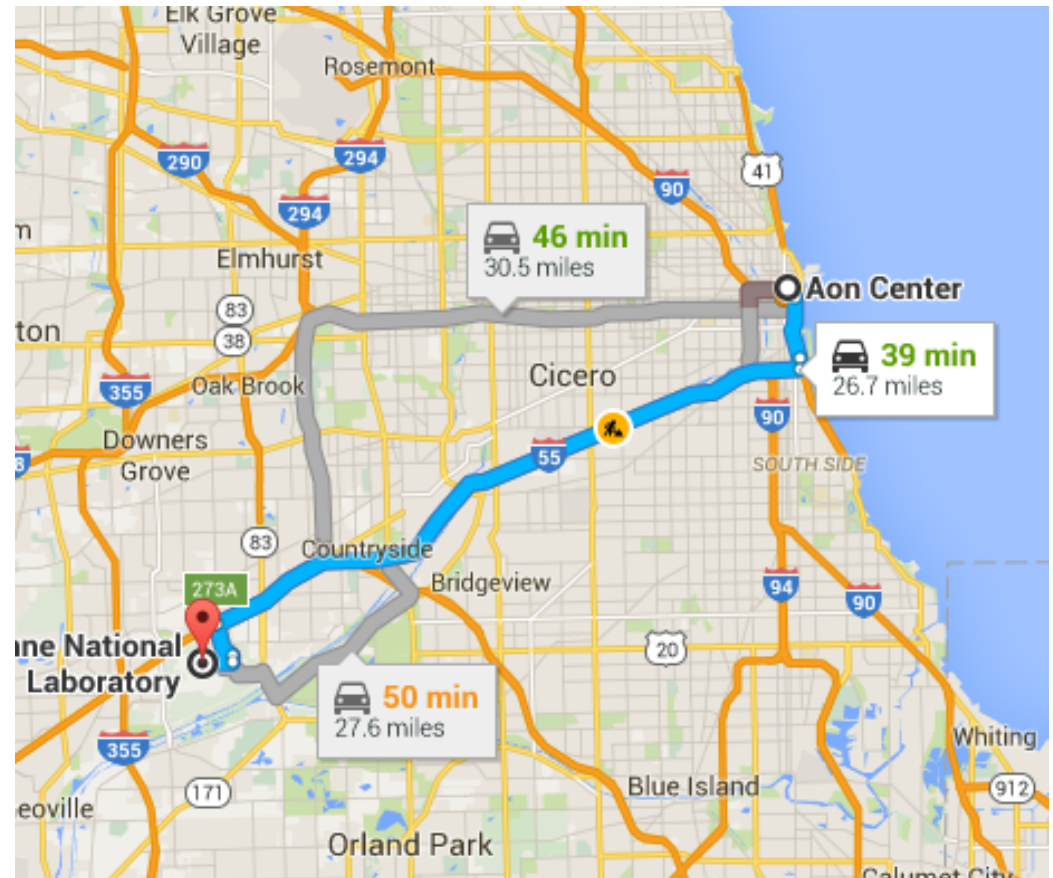 Elk Grove
Village
Rosemont
290
294
294
90
41
46 min
30.5 miles
Elmhurst
Aon Center
83
38
ton
39 min
26.7 miles
Cicero
355
Oak Brook
90
Downers
Grove
55
SOUTH SIDE
83
Countryside
Bridgeview
273A
94
90
ne National
Laboratory
20
50 min
27.6 miles
355
Whiting
171
Blue Island
912
eoville
Orland Park
Calumet City